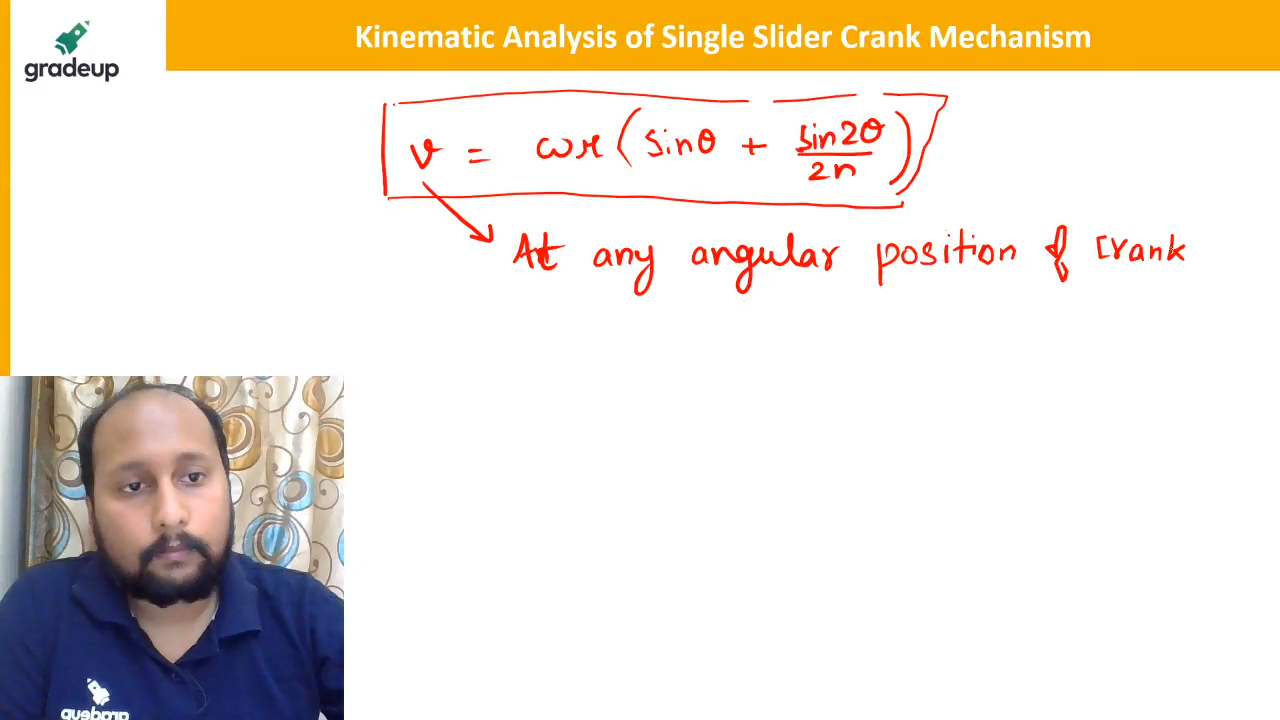 gradeup
Kinematic Analysis of Single Slider Crank Mechanism
v = ωr (sinθ + sin2θ/2n)
At any angular position of Crank
gradeup